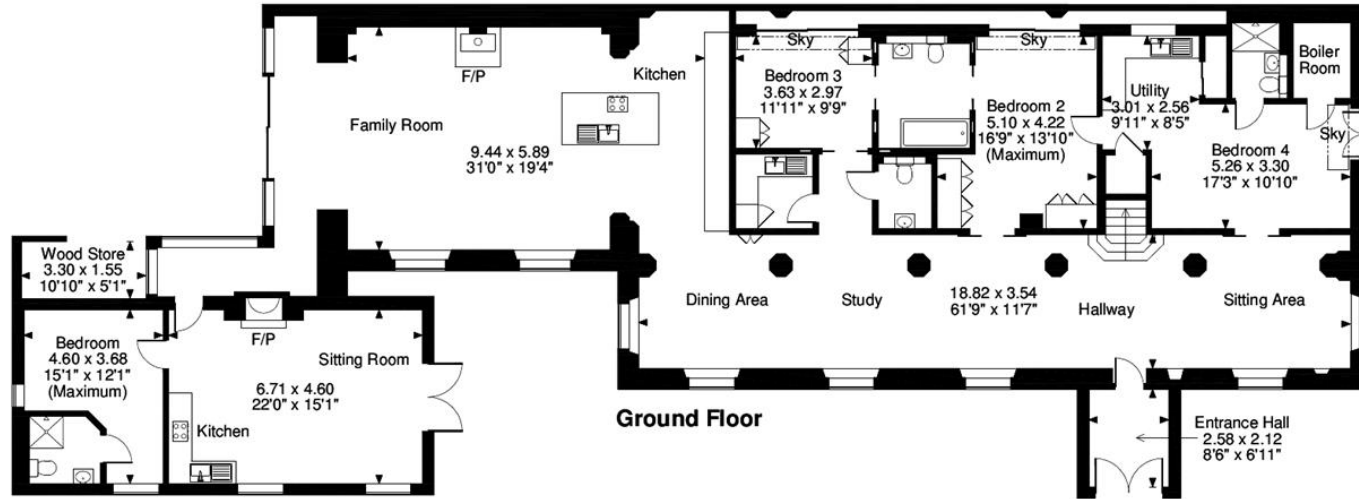 Sky
Sky
Boiler
Room
F/P
Kitchen
Bedroom 3
3.63 x 2.97
11'11" x 9'9"
Bedroom 2
5.10 x 4.22
16'9" x 13'10"
(Maximum)
Utility
3.01 x 2.56
9'11" x 8'5"
Sky
Family Room
9.44 x 5.89
31'0" x 19'4"
Bedroom 4
5.26 x 3.30
17'3" x 10'10"
Wood Store
3.30 x 1.55
10'10" x 5'1"
Dining Area
Study
18.82 x 3.54
61'9" x 11'7"
Hallway
Sitting Area
F/P
Bedroom
4.60 x 3.68
15'1" x 12'1"
(Maximum)
Sitting Room
6.71 x 4.60
22'0" x 15'1"
Kitchen
Ground Floor
Entrance Hall
2.58 x 2.12
8'6" x 6'11"